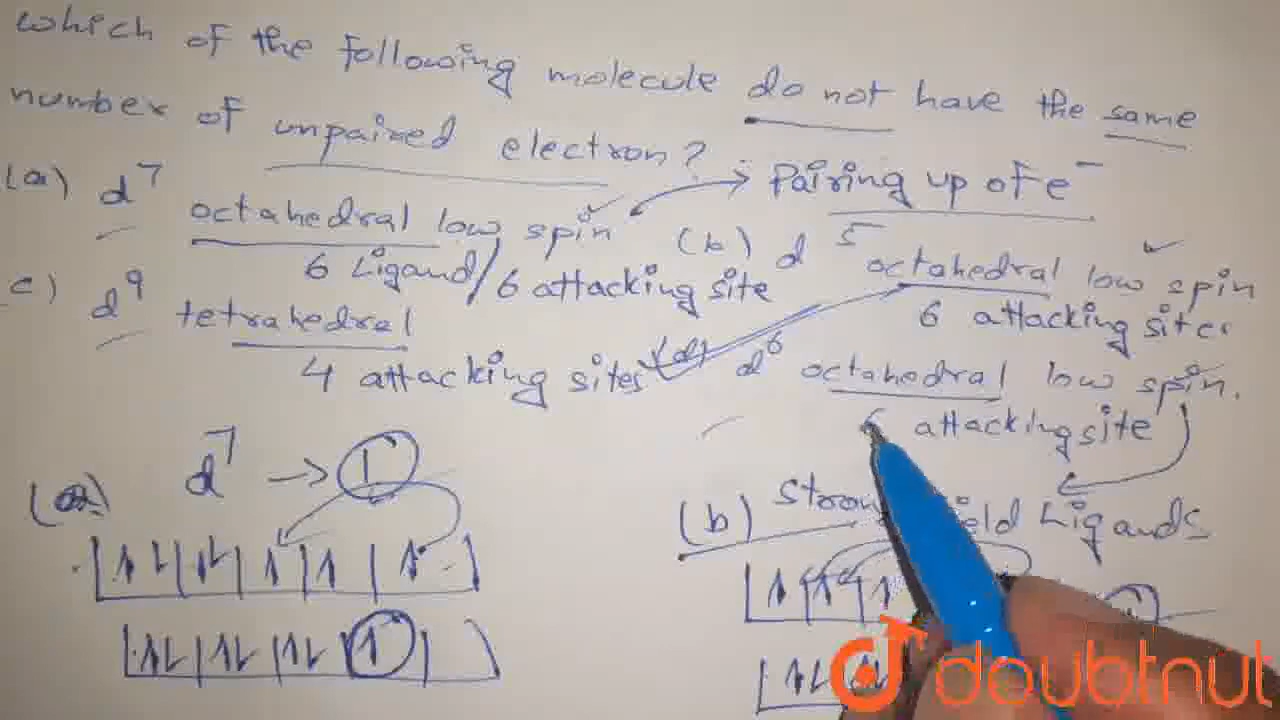 which of the following molecule do not have the same
number of unpaired electron?
→ Pairing up of e⁻
(a) d⁷ octahedral low spin ✓
6 Ligand/6 attacking site
(b) d⁵ octahedral low spin ✓
6 attacking sites
(c) d⁹ tetrahedral
4 attacking sites
(d) d⁶ octahedral low spin.
6 attacking site
(a) d⁷ → 1
(b) Ligands
doubtnut